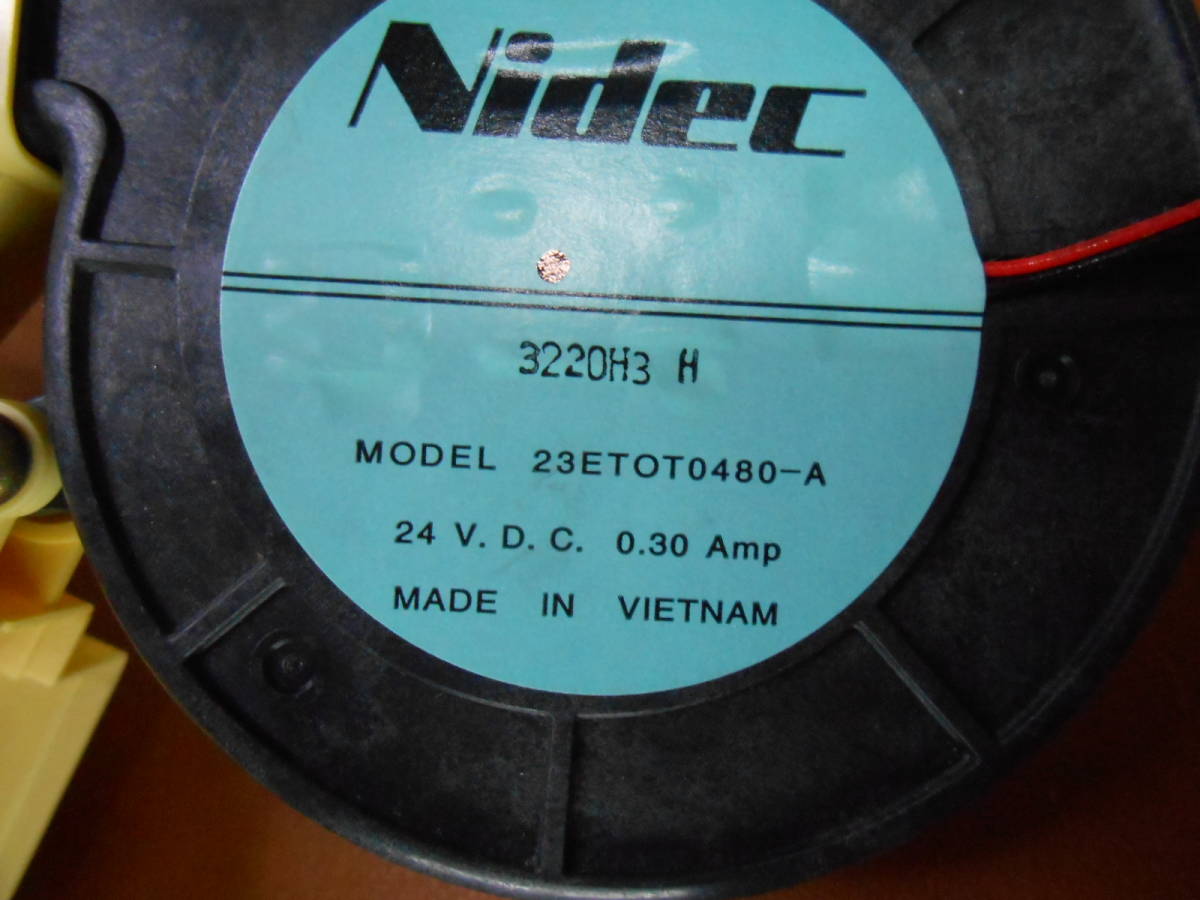 Nidec
3220H3 H
MODEL 23ETOT0480-A
24 V. D. C. 0.30 Amp
MADE IN VIETNAM